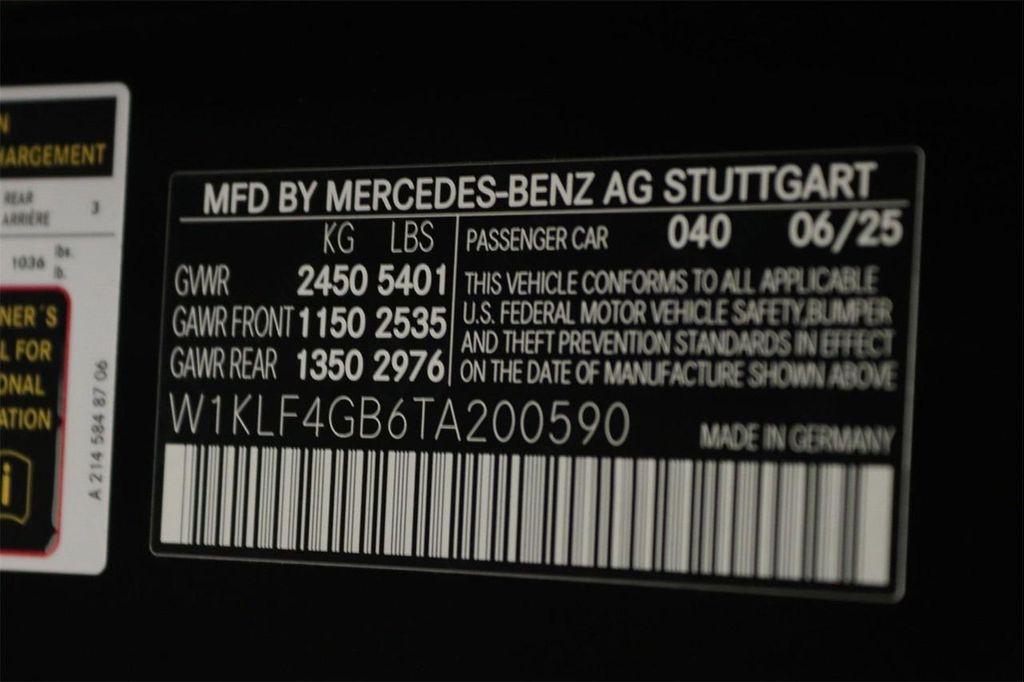 N
HARGEMENT
REAR
ARRIÈRE
3
1036
lbs.
lb.
NER´S
L FOR
ONAL
ATION
i
A 214 584 87 06
MFD BY MERCEDES-BENZ AG STUTTGART
KG LBS
GVWR 2450 5401
GAWR FRONT 1150 2535
GAWR REAR 1350 2976
PASSENGER CAR 040 06/25
THIS VEHICLE CONFORMS TO ALL APPLICABLE
U.S. FEDERAL MOTOR VEHICLE SAFETY,BUMPER
AND THEFT PREVENTION STANDARDS IN EFFECT
ON THE DATE OF MANUFACTURE SHOWN ABOVE
W1KLF4GB6TA200590
MADE IN GERMANY